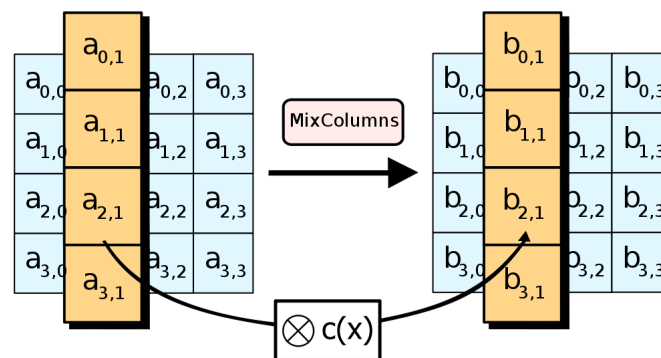 a0,0 a0,1 a0,2 a0,3
a1,0 a1,1 a1,2 a1,3
a2,0 a2,1 a2,2 a2,3
a3,0 a3,1 a3,2 a3,3
MixColumns
b0,0 b0,1 b0,2 b0,3
b1,0 b1,1 b1,2 b1,3
b2,0 b2,1 b2,2 b2,3
b3,0 b3,1 b3,2 b3,3
⊗ c(x)